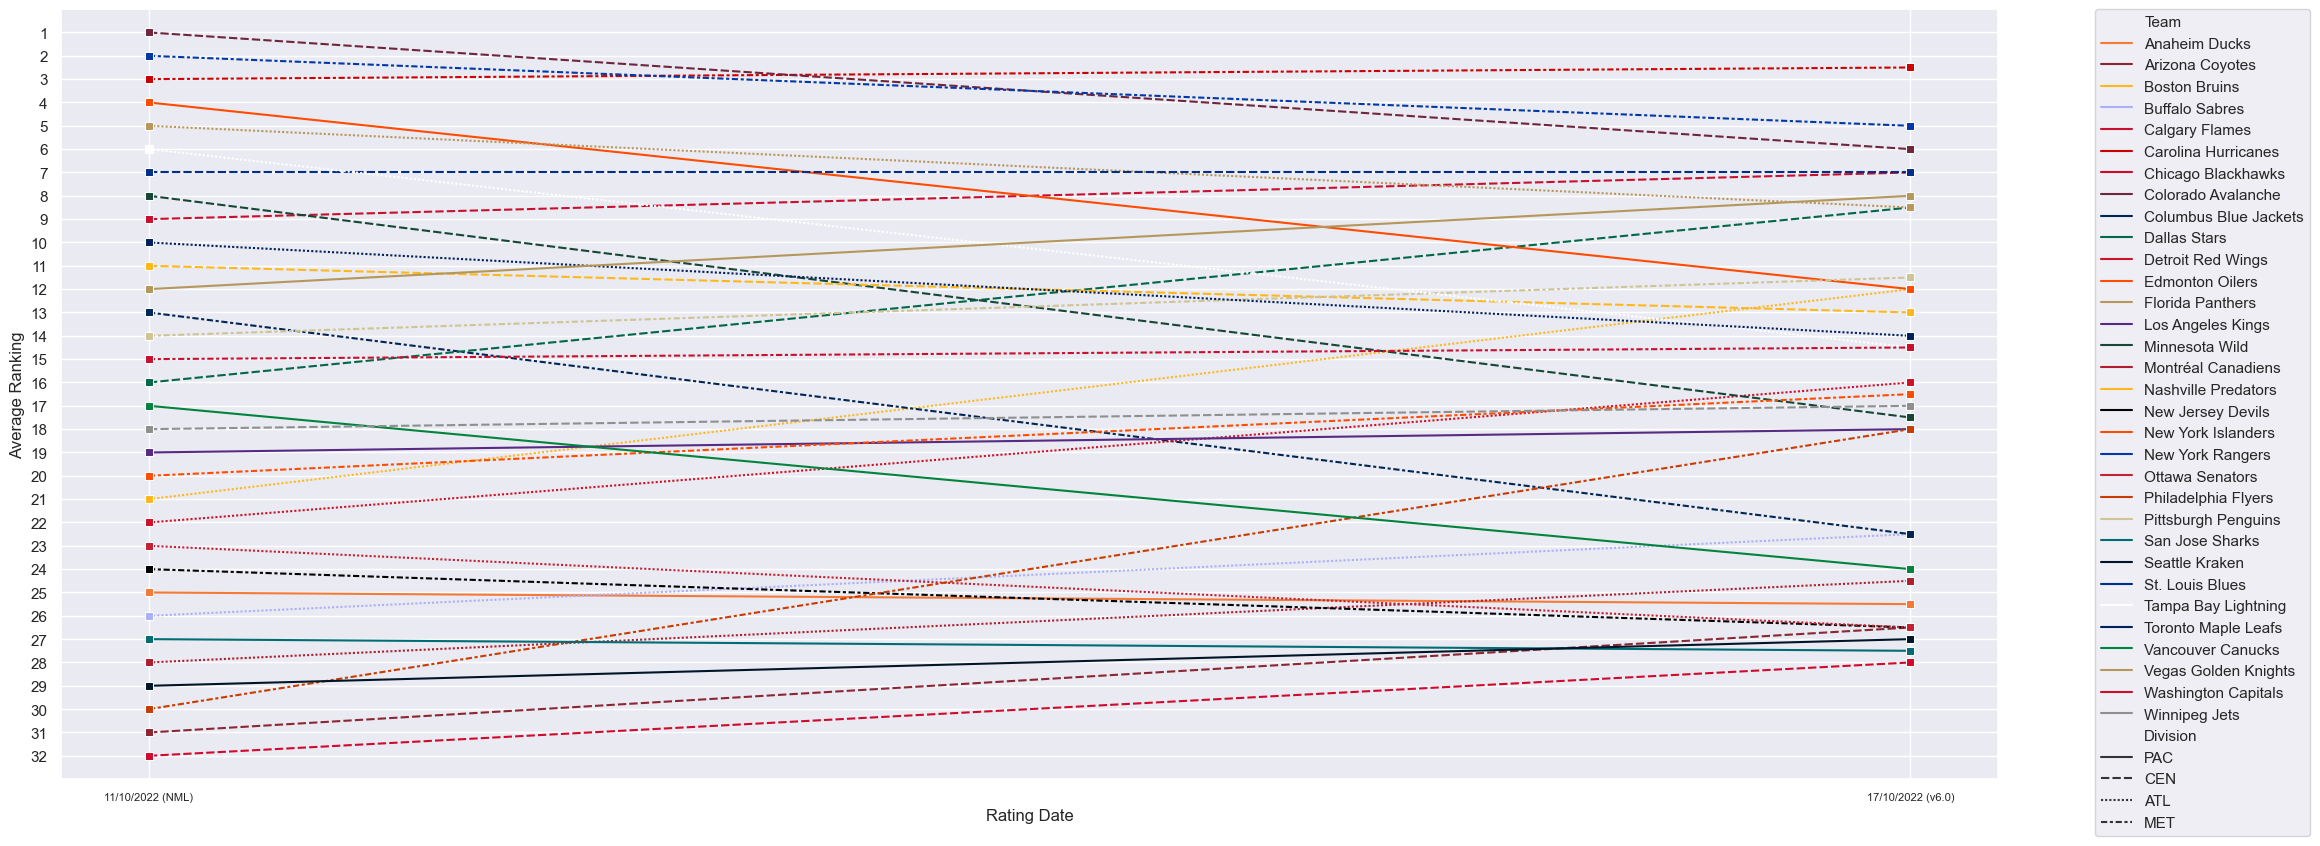 1
2
3
4
5
6
7
8
9
10
11
12
13
14
15
16
17
18
19
20
21
22
23
24
25
26
27
28
29
30
31
32
Average Ranking
11/10/2022 (NML)
17/10/2022 (v6.0)
Rating Date
Team
Anaheim Ducks
Arizona Coyotes
Boston Bruins
Buffalo Sabres
Calgary Flames
Carolina Hurricanes
Chicago Blackhawks
Colorado Avalanche
Columbus Blue Jackets
Dallas Stars
Detroit Red Wings
Edmonton Oilers
Florida Panthers
Los Angeles Kings
Minnesota Wild
Montréal Canadiens
Nashville Predators
New Jersey Devils
New York Islanders
New York Rangers
Ottawa Senators
Philadelphia Flyers
Pittsburgh Penguins
San Jose Sharks
Seattle Kraken
St. Louis Blues
Tampa Bay Lightning
Toronto Maple Leafs
Vancouver Canucks
Vegas Golden Knights
Washington Capitals
Winnipeg Jets
Division
PAC
CEN
ATL
MET